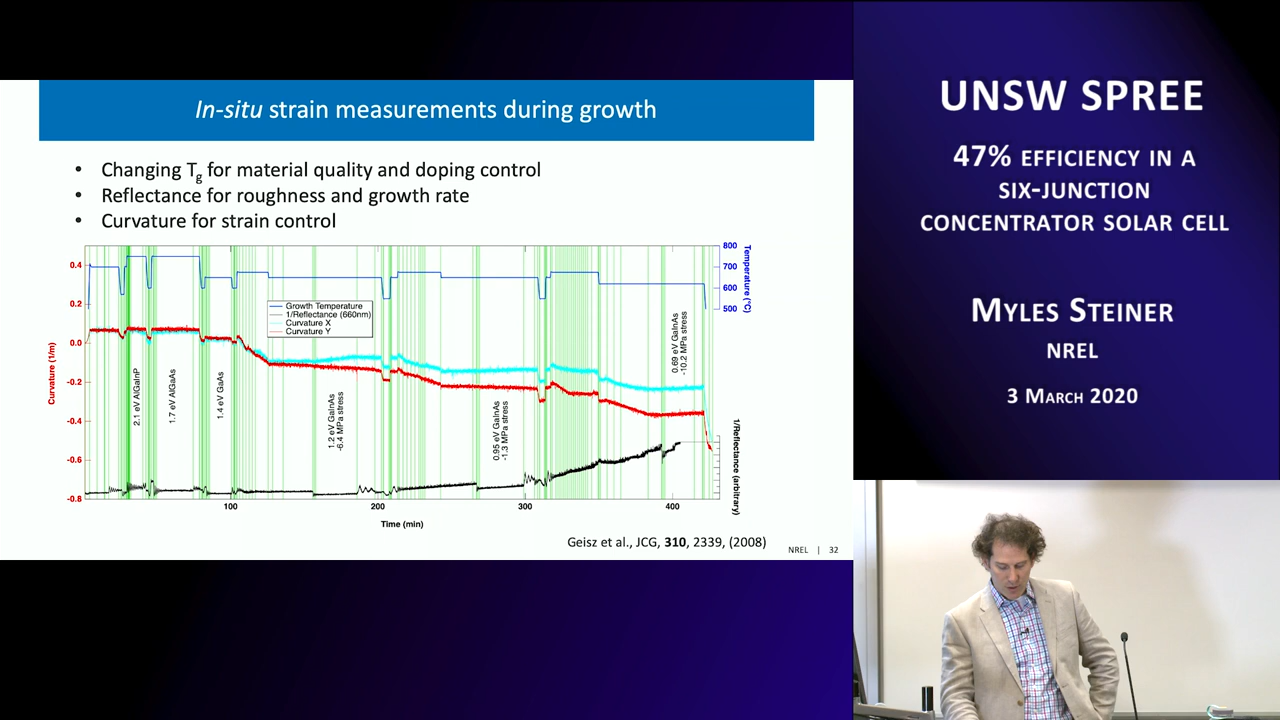 In-situ strain measurements during growth
• Changing Tg for material quality and doping control
• Reflectance for roughness and growth rate
• Curvature for strain control
0.4
0.2
0.0
-0.2
-0.4
-0.6
-0.8
Curvature (1/m)
800
700
600
500
Temperature (°C)
Growth Temperature
1/Reflectance (660nm)
Curvature X
Curvature Y
2.1 eV AlGaInP
1.7 eV AlGaAs
1.4 eV GaAs
1.2 eV GaInAs
-6.4 MPa stress
0.95 eV GaInAs
-1.3 MPa stress
0.69 eV GaInAs
-10.2 MPa stress
1/Reflectance (arbitrary)
100
200
300
400
Time (min)
Geisz et al., JCG, 310, 2339, (2008)
NREL | 32
UNSW SPREE
47% EFFICIENCY IN A
SIX-JUNCTION
CONCENTRATOR SOLAR CELL
MYLES STEINER
NREL
3 MARCH 2020